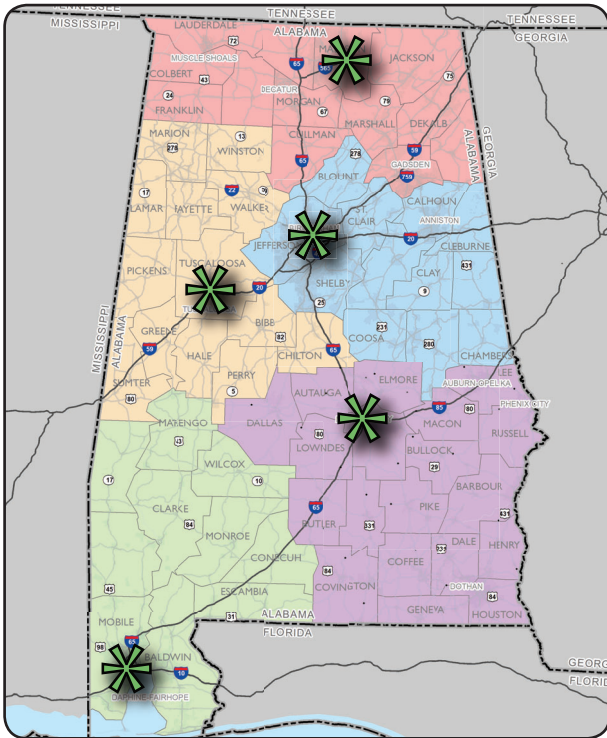 TENNESSEE
TENNESSEE
TENNESSEE
MISSISSIPPI
ALABAMA
GEORGIA
LAUDERDALE
72
MUSCLE SHOALS
65
565
JACKSON
COLBERT
43
75
24
DECATUR
79
FRANKLIN
MORGAN
67
MARSHALL
DEKALB
MARION
13
CULLMAN
278
278
59
WINSTON
65
GADSDEN
BLOUNT
759
GEORGIA
ALABAMA
22
17
LAMAR
FAYETTE
WALKER
ST.
CLAIR
CALHOUN
ANNISTON
JEFFERSON
20
CLEBURNE
PICKENS
TUSCALOOSA
431
20
SHELBY
CLAY
9
25
MISSISSIPPI
ALABAMA
GREENE
BIBE
231
COOSA
280
59
HALE
82
CHILTON
65
CHAMBERS
SUMTER
PERRY
LEE
80
5
AUTAUGA
ELMORE
AUBURN-OPELIKA
85
80
PHENIX CITY
MARENGO
DALLAS
MACON
RUSSELL
80
LOWNDES
BULLOCK
WILCOX
29
17
10
BARBOUR
CLARKE
65
PIKE
84
431
MONROE
BUTLER
331
DALE
HENRY
CONECUH
231
COFFEE
84
ESCAMBIA
COVINGTON
DOTHAN
45
84
31
GENEVA
HOUSTON
MOBILE
ALABAMA
FLORIDA
65
98
BALDWIN
10
DAPHNE-FAIRHOPE